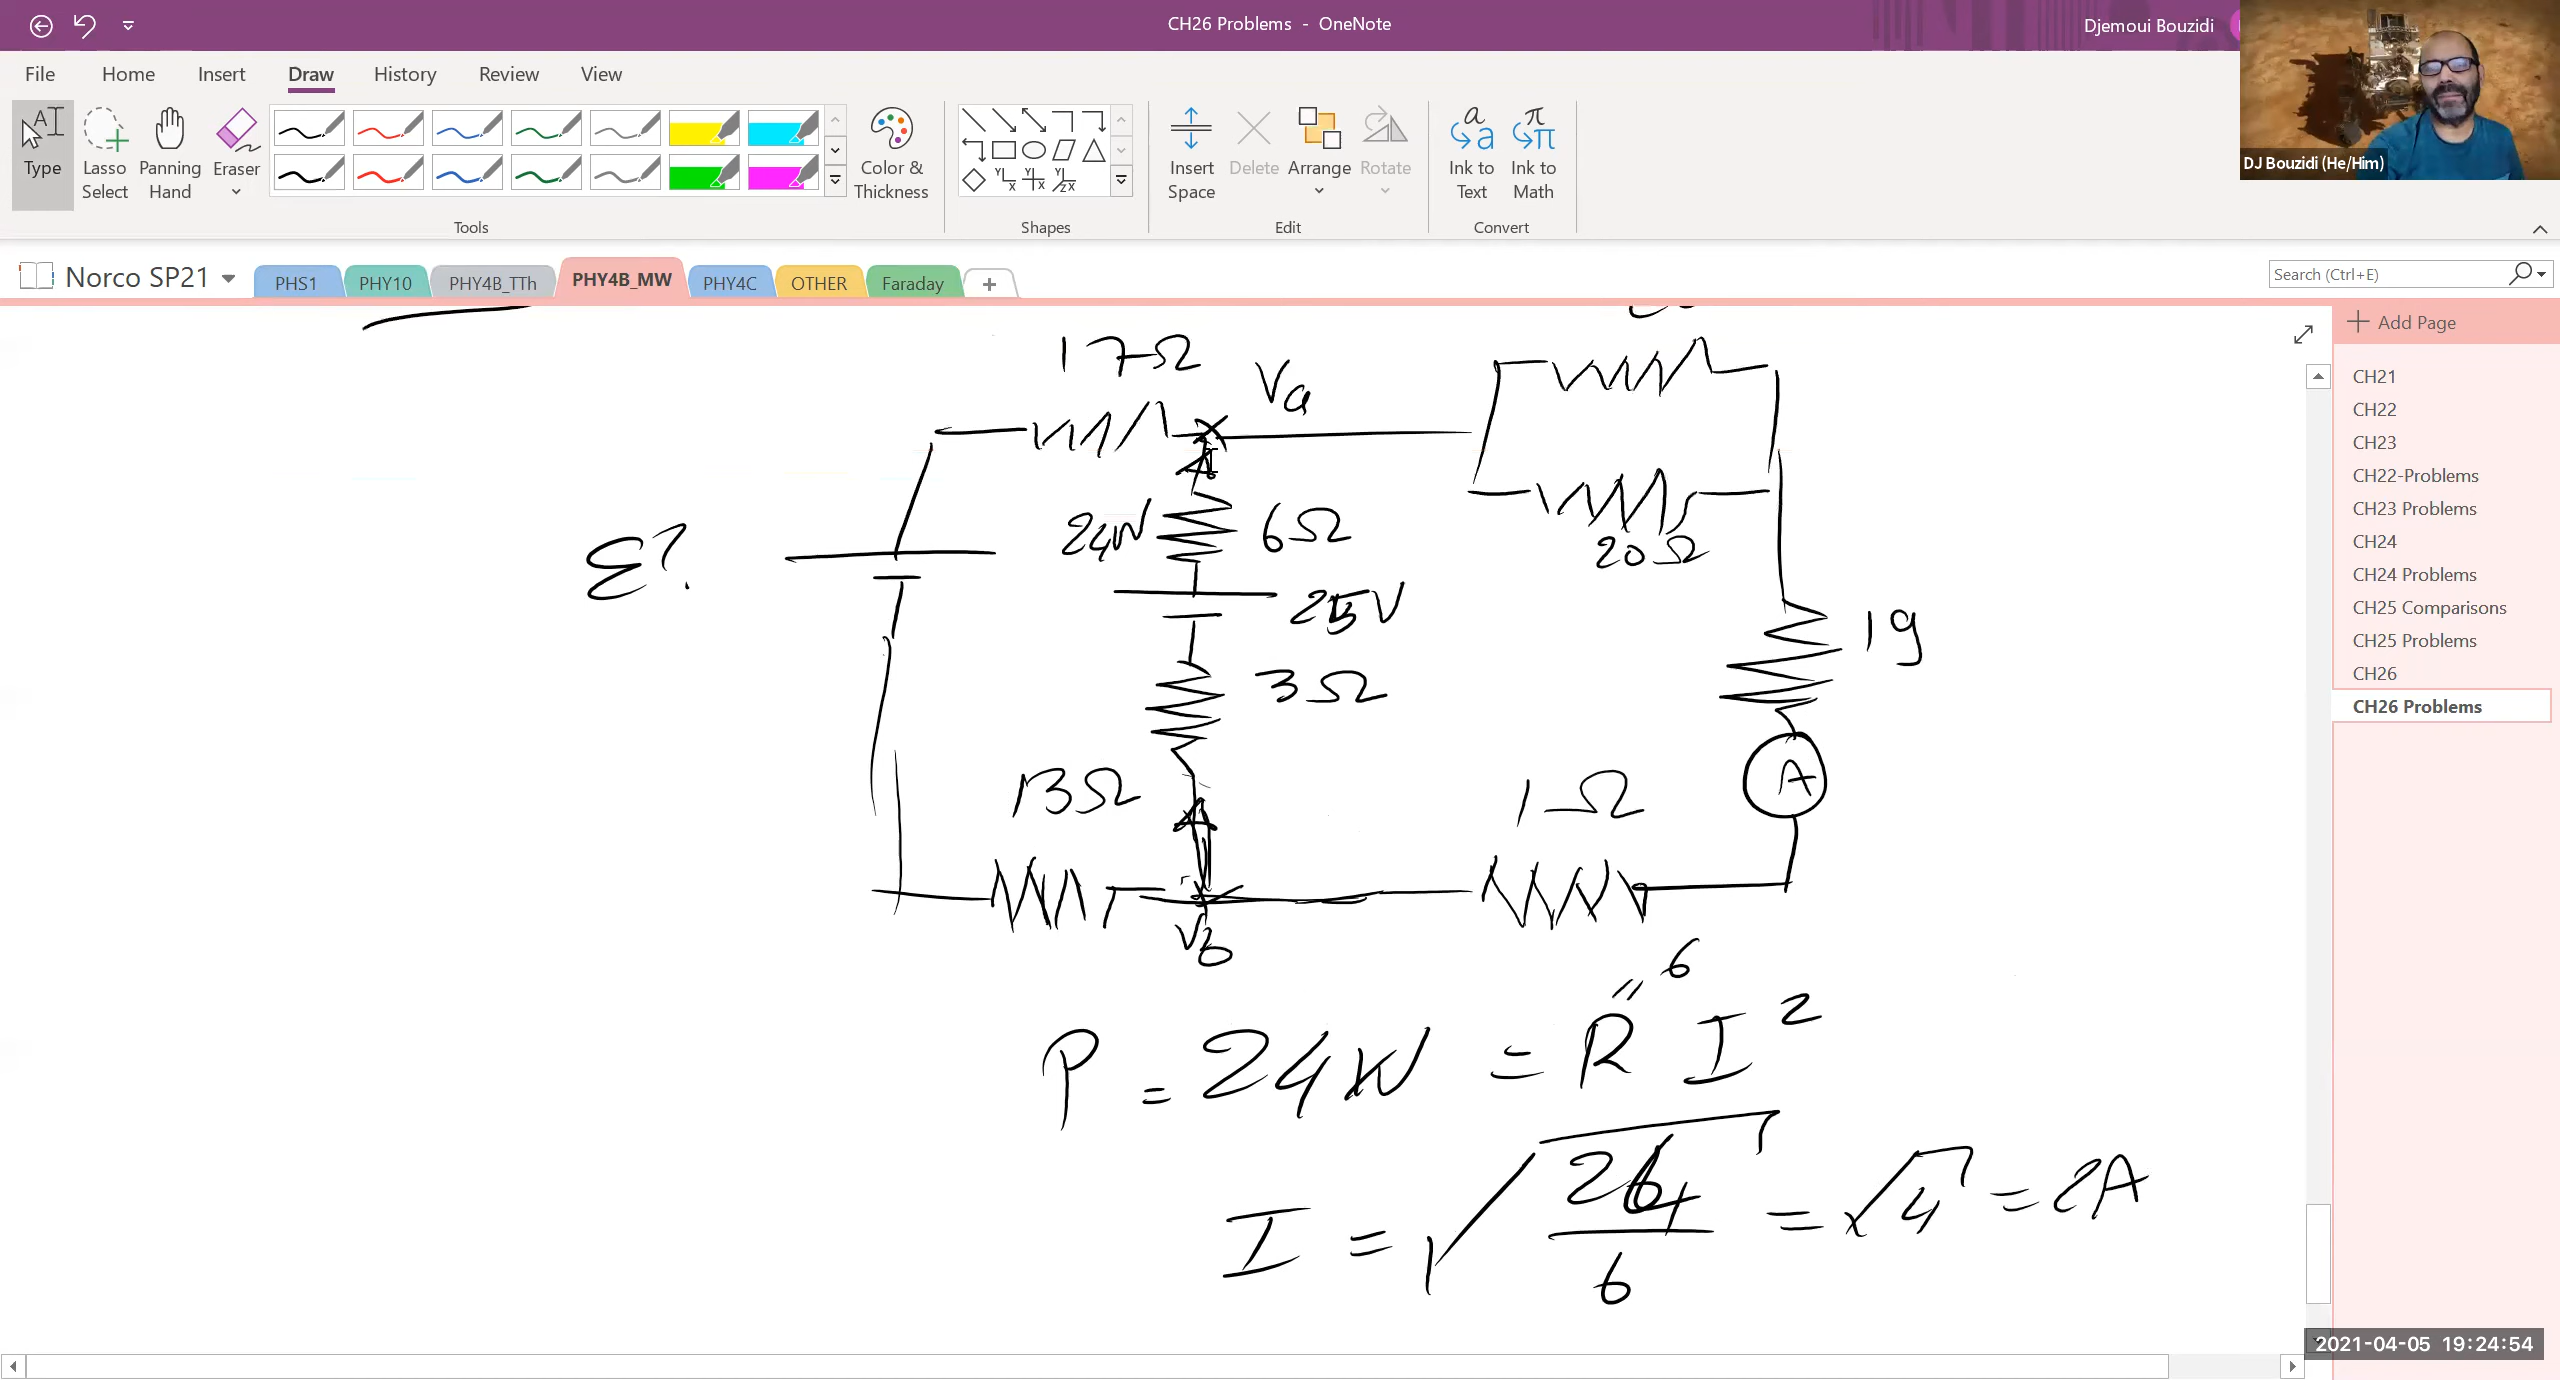 CH26 Problems - OneNote
Djemoui Bouzidi
File Home Insert Draw History Review View
Type
Lasso Select
Panning Hand
Eraser
Color & Thickness
Insert Space
Delete
Arrange
Rotate
a a
Ink to Text
π π
Ink to Math
Tools
Shapes
Edit
Convert
DJ Bouzidi (He/Him)
Norco SP21
PHS1 PHY10 PHY4B_TTh PHY4B_MW PHY4C OTHER Faraday
Search (Ctrl+E)
Add Page
CH21
CH22
CH23
CH22-Problems
CH23 Problems
CH24
CH24 Problems
CH25 Comparisons
CH25 Problems
CH26
CH26 Problems
17Ω
Va
24W 6Ω
20Ω
ε?
25V
19
3Ω
13Ω
1Ω
A
Vb
6
P = 24W = R I²
I = √24/6 = √4 = 2A
2021-04-05 19:24:54